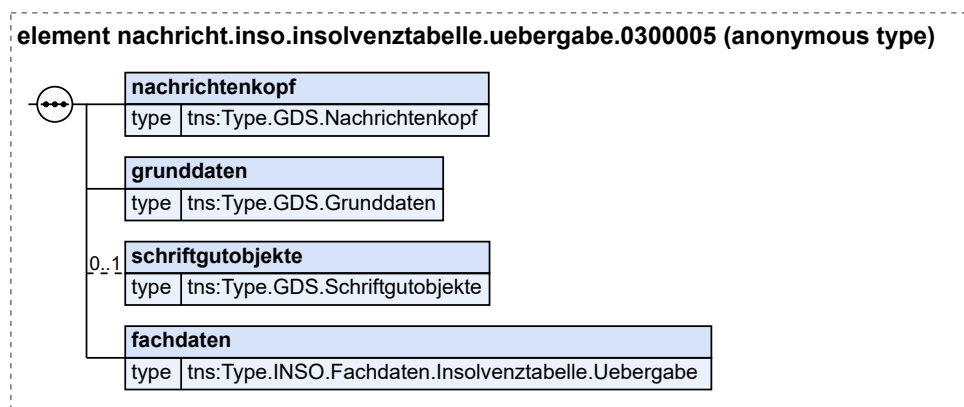 element nachricht.inso.insolvenztabelle.uebergabe.0300005 (anonymous type)
nachrichtenkopf
type tns:Type.GDS.Nachrichtenkopf
grunddaten
type tns:Type.GDS.Grunddaten
0..1 schriftgutobjekte
type tns:Type.GDS.Schriftgutobjekte
fachdaten
type tns:Type.INSO.Fachdaten.Insolvenztabelle.Uebergabe